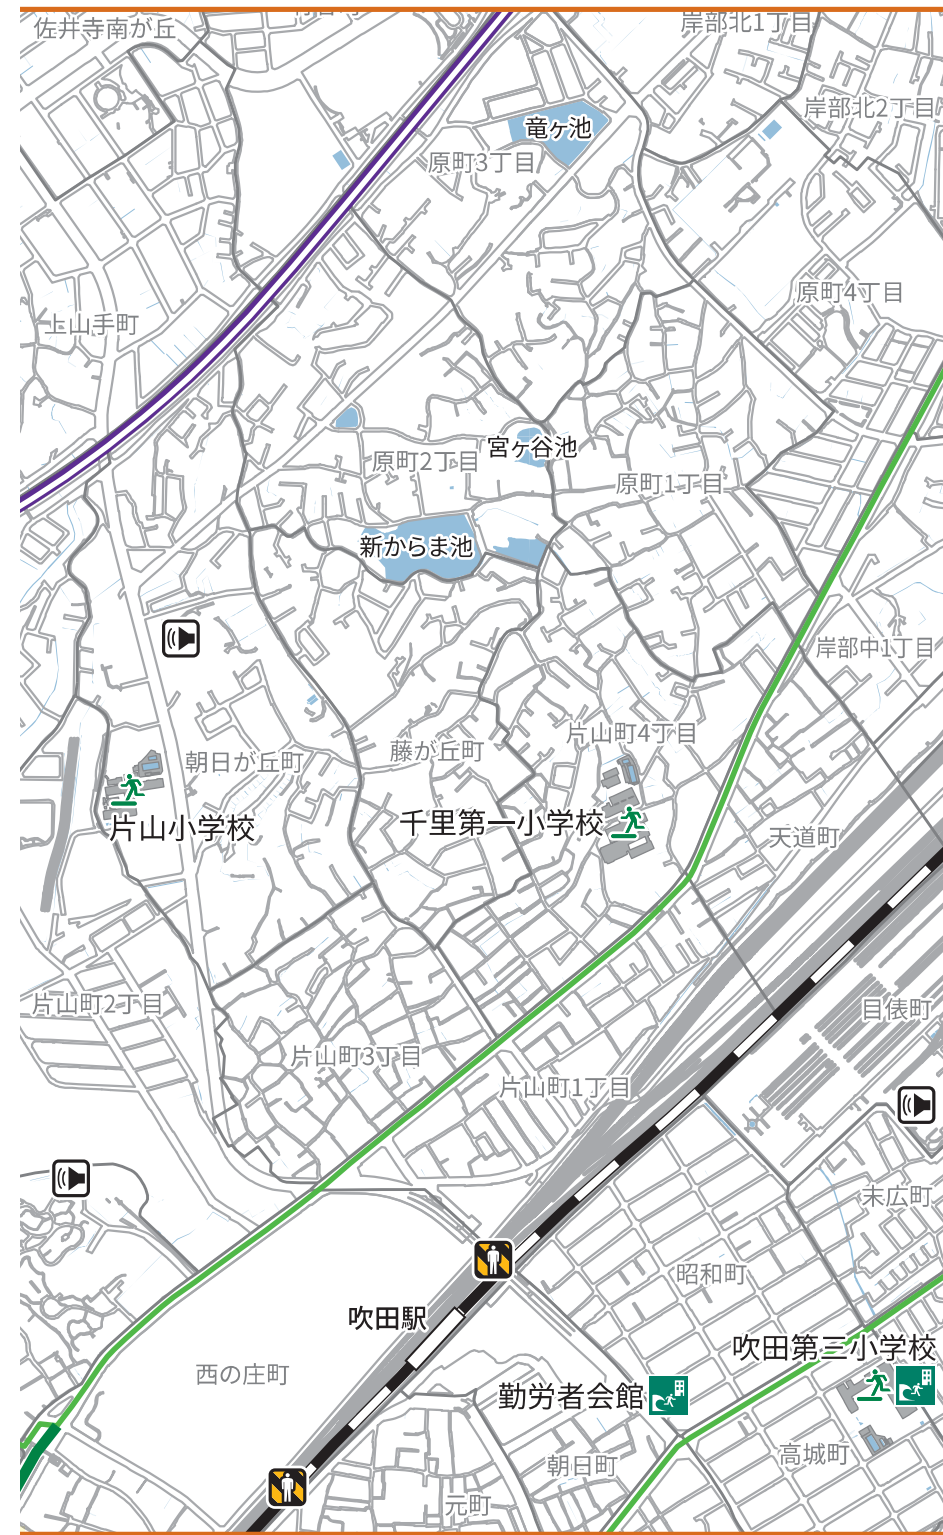 佐井寺南が丘
岸部北1丁目
岸部北2丁目
竜ヶ池
原町3丁目
原町4丁目
上山手町
宮ヶ谷池
原町2丁目
原町1丁目
新からま池
岸部中1丁目
片山町4丁目
藤が丘町
朝日が丘町
片山小学校
千里第一小学校
天道町
片山町2丁目
目俵町
片山町3丁目
片山町1丁目
末広町
昭和町
吹田駅
吹田第三小学校
西の庄町
勤労者会館
高城町
朝日町
元町